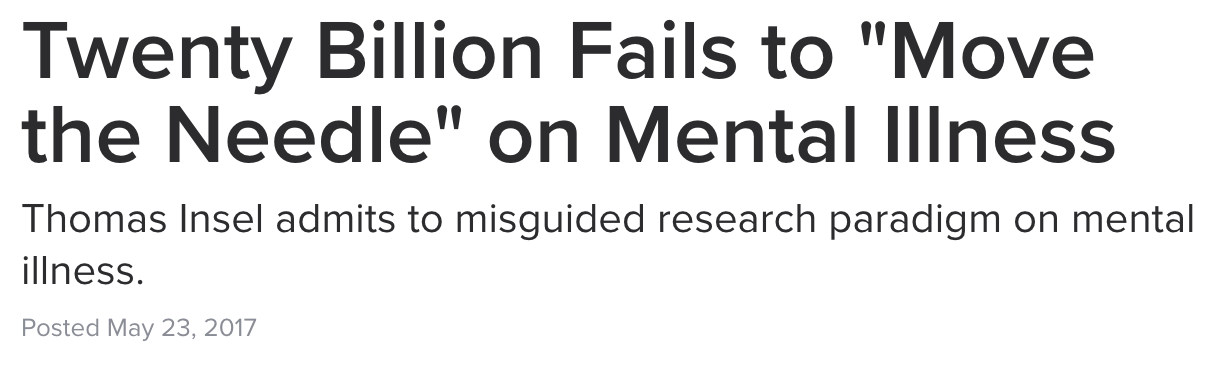 Twenty Billion Fails to "Move
the Needle" on Mental Illness
Thomas Insel admits to misguided research paradigm on mental
illness.
Posted May 23, 2017